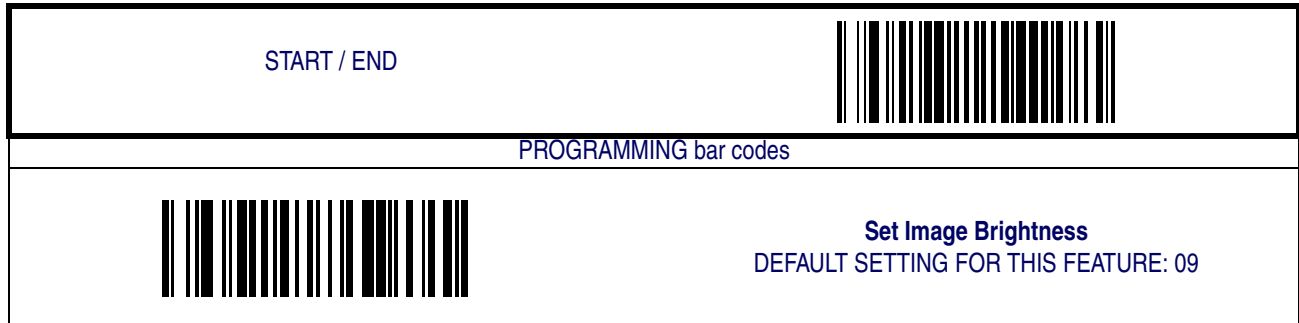 START / END
PROGRAMMING bar codes
Set Image Brightness
DEFAULT SETTING FOR THIS FEATURE: 09